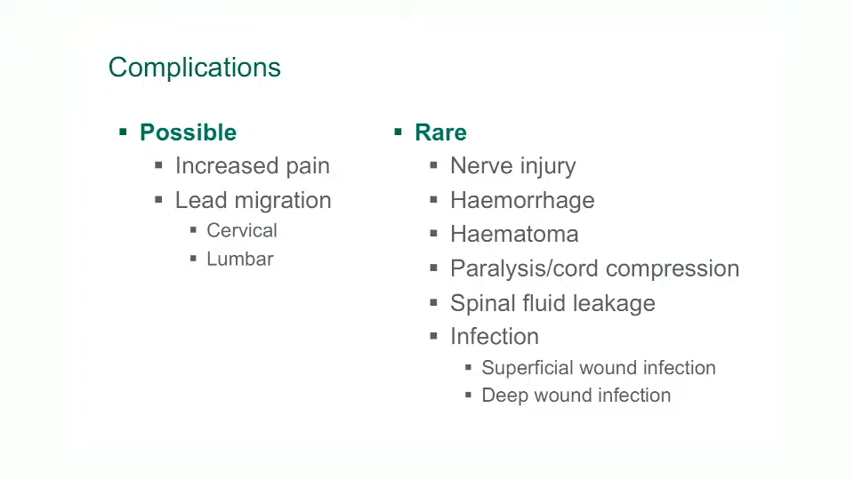 Complications
▪ Possible
▪ Increased pain
▪ Lead migration
▪ Cervical
▪ Lumbar
▪ Rare
▪ Nerve injury
▪ Haemorrhage
▪ Haematoma
▪ Paralysis/cord compression
▪ Spinal fluid leakage
▪ Infection
▪ Superficial wound infection
▪ Deep wound infection